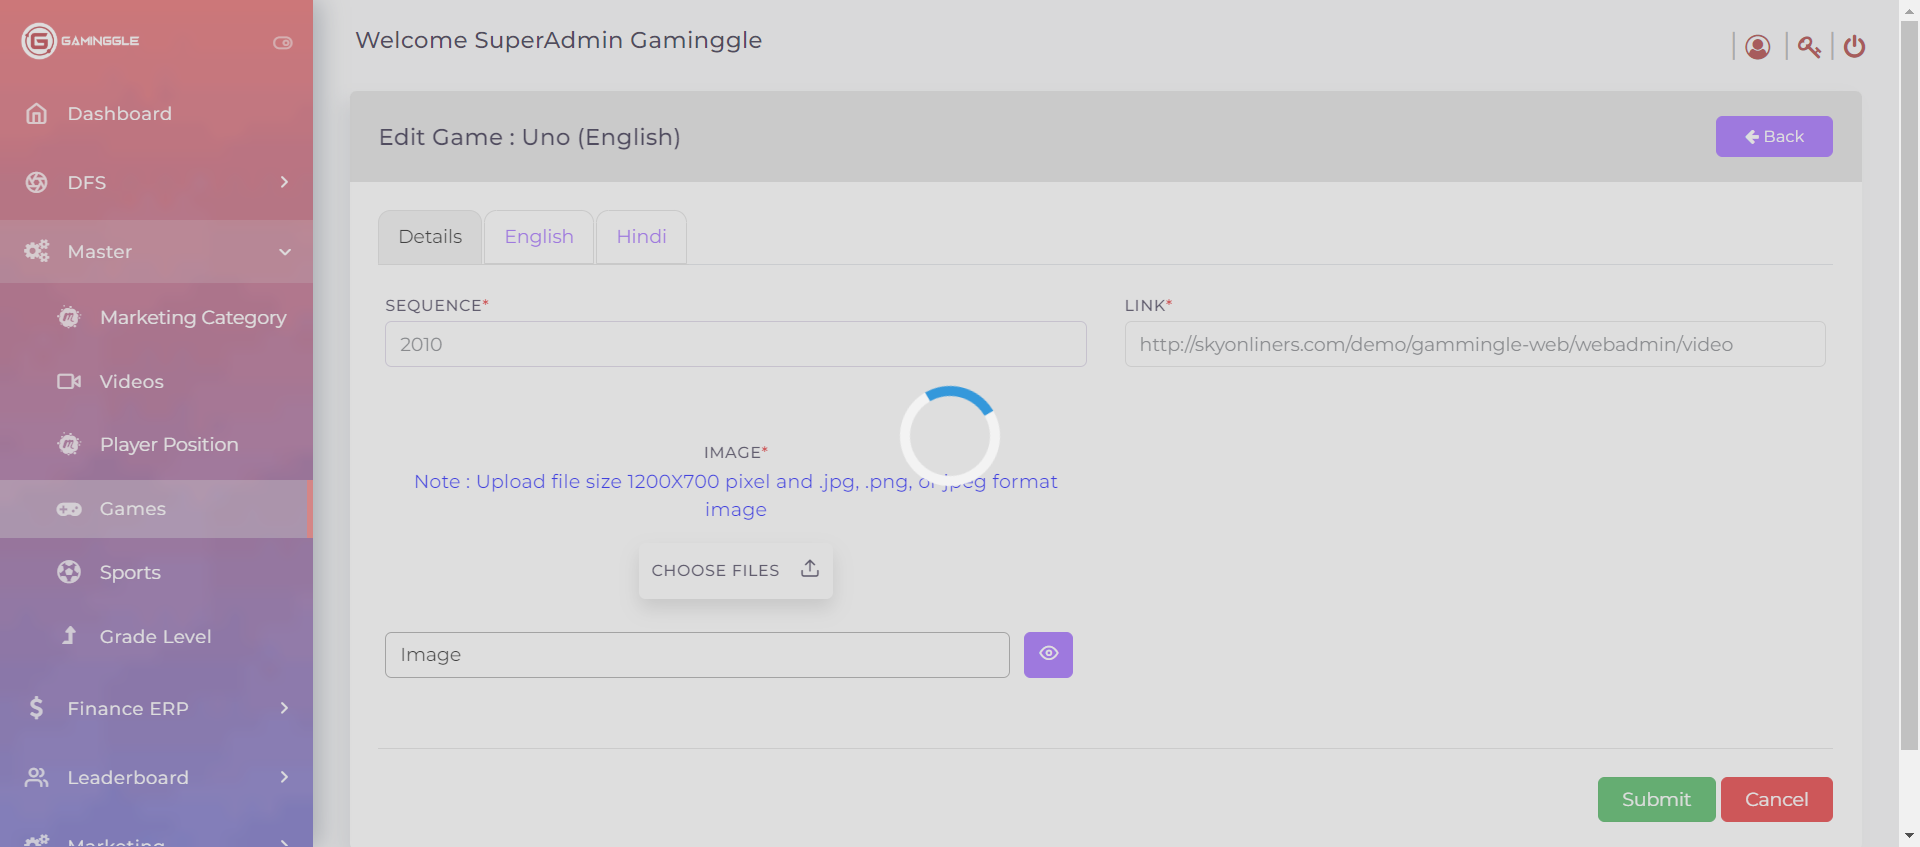 GAMINGGLE
Welcome SuperAdmin Gaminggle
Dashboard
DFS
Master
Marketing Category
Videos
Player Position
Games
Sports
Grade Level
Finance ERP
Leaderboard
Marketing
Edit Game : Uno (English)
Back
Details English Hindi
SEQUENCE* LINK*
2010 http://skyonliners.com/demo/gammingle-web/webadmin/video
IMAGE*
Note : Upload file size 1200X700 pixel and .jpg, .png, or jpeg format
image
CHOOSE FILES
Image
Submit Cancel